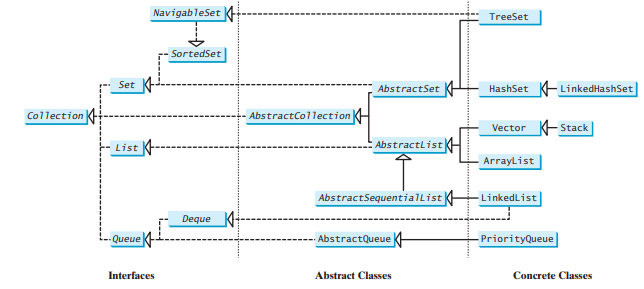 NavigableSet
TreeSet
SortedSet
Set
AbstractSet
HashSet
LinkedHashSet
Collection
AbstractCollection
Vector
Stack
List
AbstractList
ArrayList
AbstractSequentialList
LinkedList
Deque
Queue
AbstractQueue
PriorityQueue
Interfaces
Abstract Classes
Concrete Classes